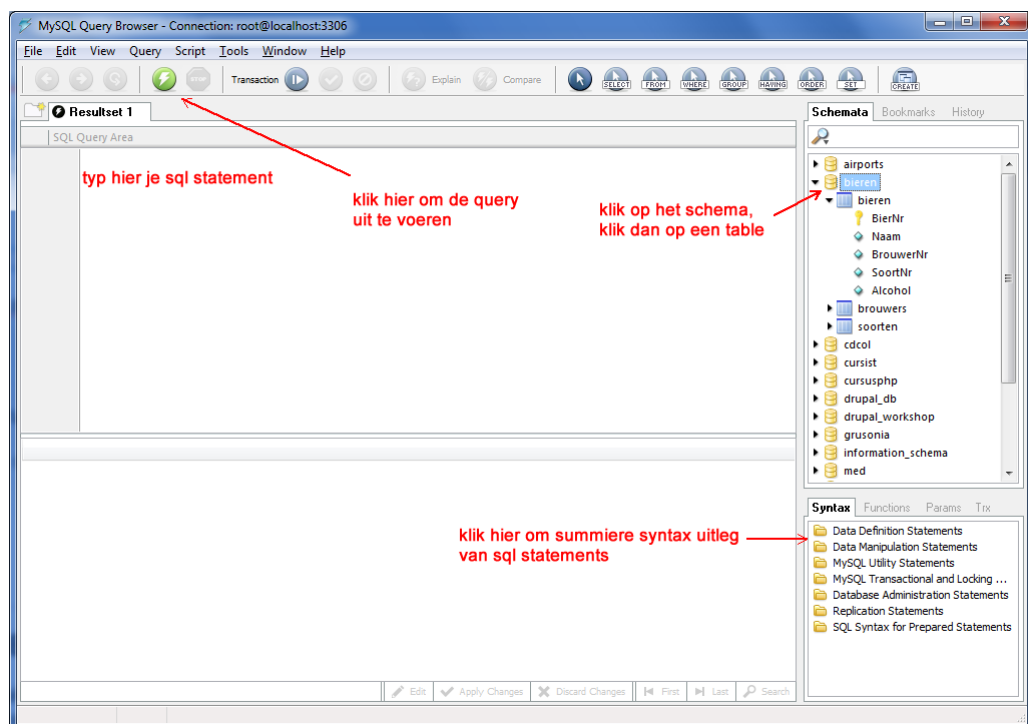 MySQL Query Browser - Connection: root@localhost:3306
File Edit View Query Script Tools Window Help
STOP Transaction Explain Compare SELECT FROM WHERE GROUP HAVING ORDER SET CREATE
Resultset 1
SQL Query Area
typ hier je sql statement
klik hier om de query
uit te voeren
klik op het schema,
klik dan op een table
klik hier om summiere syntax uitleg
van sql statements
Edit Apply Changes Discard Changes First Last Search
Schemata Bookmarks History
airports
bieren
bieren
BierNr
Naam
BrouwerNr
SoortNr
Alcohol
brouwers
soorten
cdcol
cursist
cursusphp
drupal_db
drupal_workshop
grusonia
information_schema
med
Syntax Functions Params Trx
Data Definition Statements
Data Manipulation Statements
MySQL Utility Statements
MySQL Transactional and Locking ...
Database Administration Statements
Replication Statements
SQL Syntax for Prepared Statements